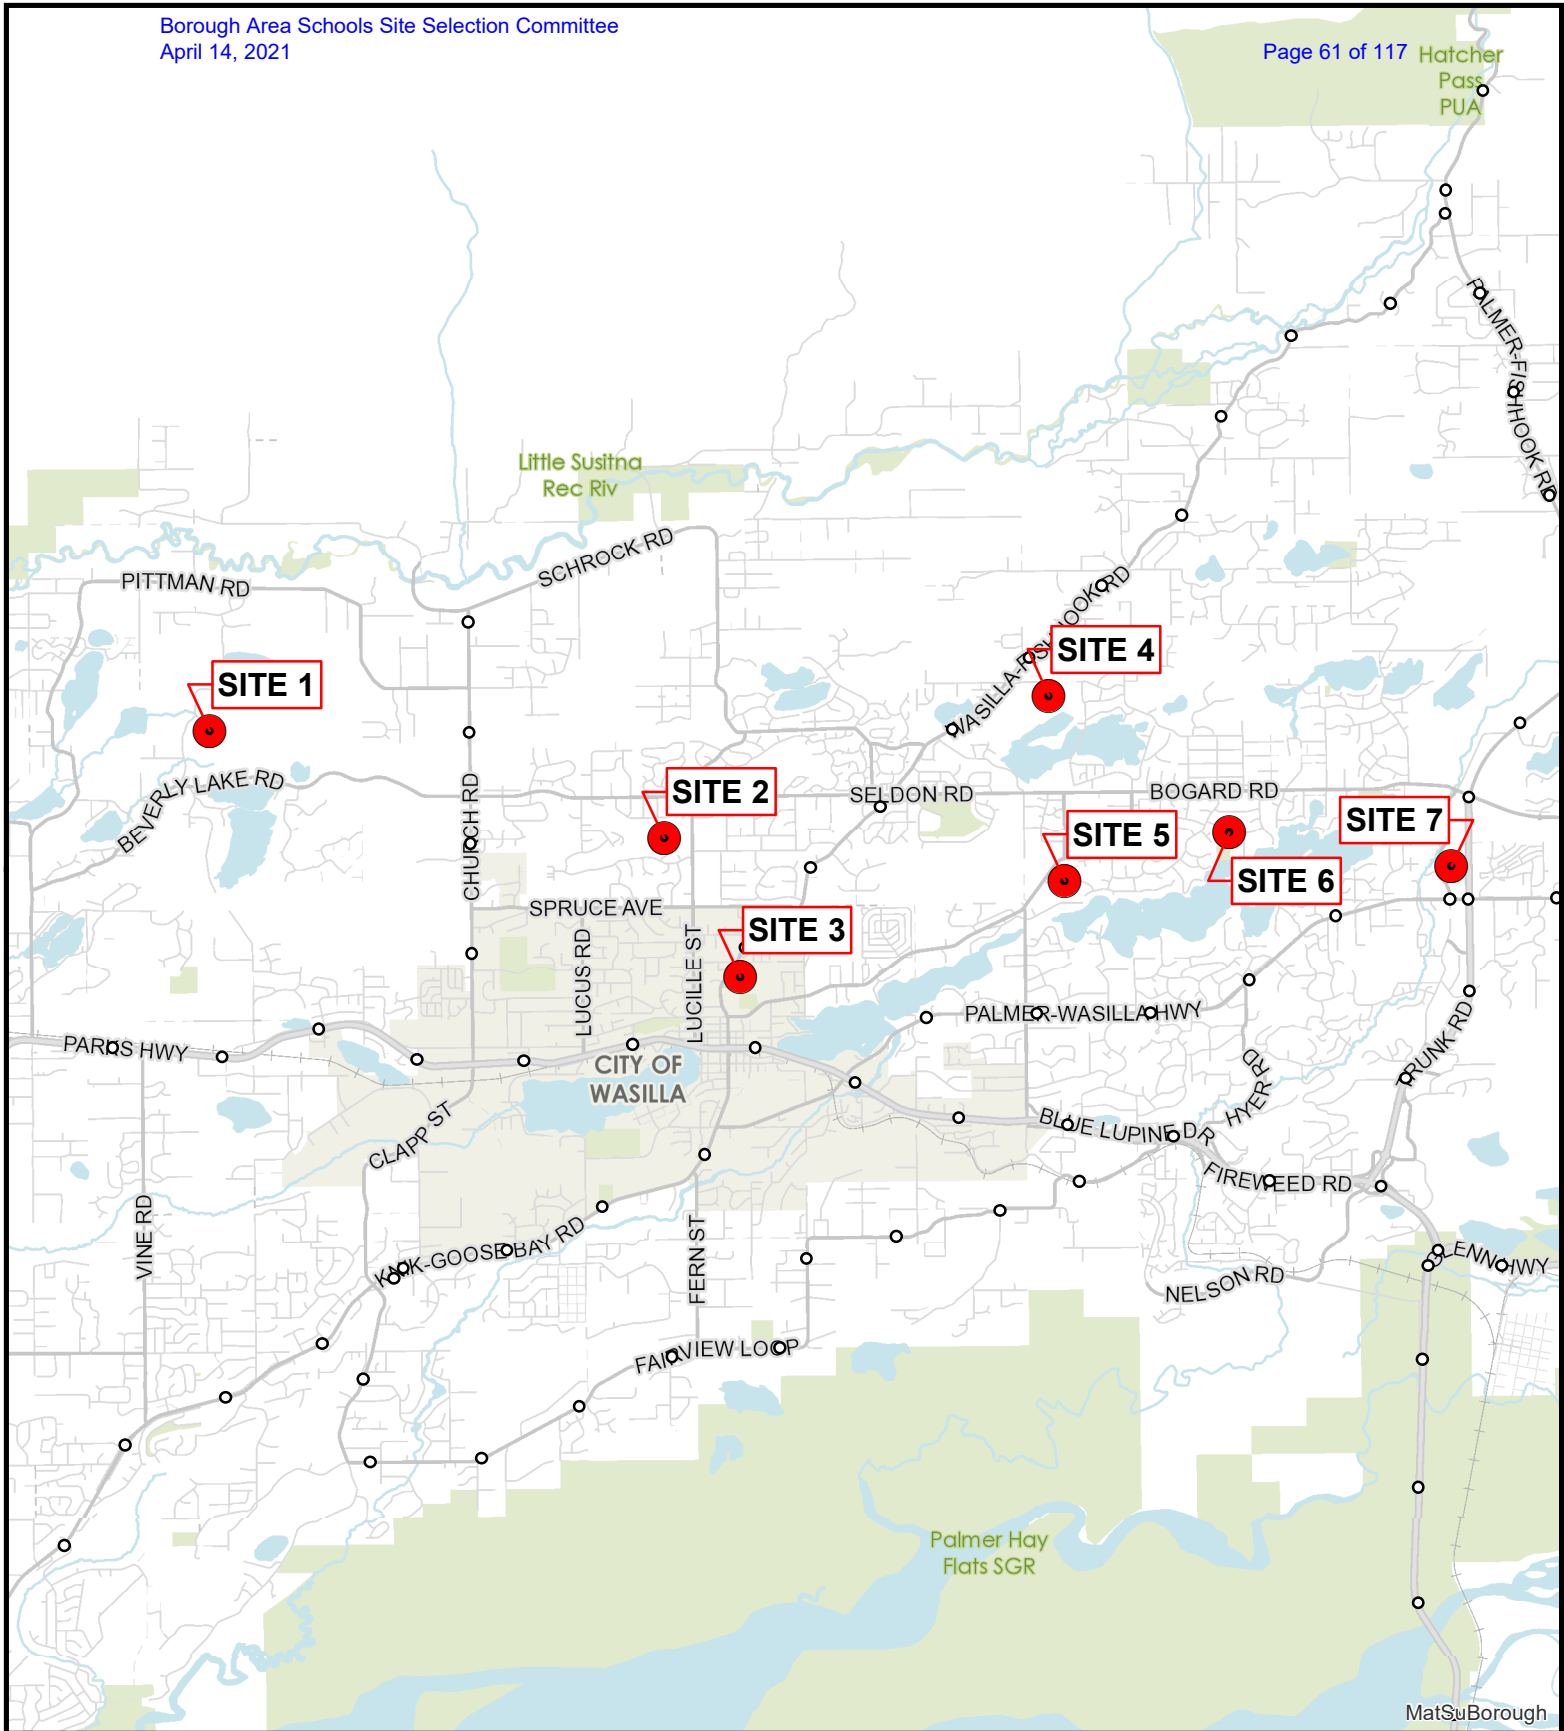 Borough Area Schools Site Selection Committee
April 14, 2021
Page 61 of 117
Hatcher
Pass
PUA
PALMER-FISHHOOK RD
Little Susitna
Rec Riv
SCHROCK RD
PITTMAN RD
WASILLA-FISHHOOK RD
SITE 4
SITE 1
BEVERLY LAKE RD
CHURCH RD
SITE 2
SELDON RD
BOGARD RD
SITE 7
SITE 5
SITE 6
SPRUCE AVE
SITE 3
LUCUS RD
LUCILLE ST
PALMER-WASILLA HWY
PARKS HWY
CITY OF
WASILLA
TRUNK RD
HYER RD
CLAPP ST
BLUE LUPINE DR
FIREWEED RD
VINE RD
KNIK-GOOSE BAY RD
FERN ST
GLENN HWY
NELSON RD
FAIRVIEW LOOP
Palmer Hay
Flats SGR
MatSuBorough